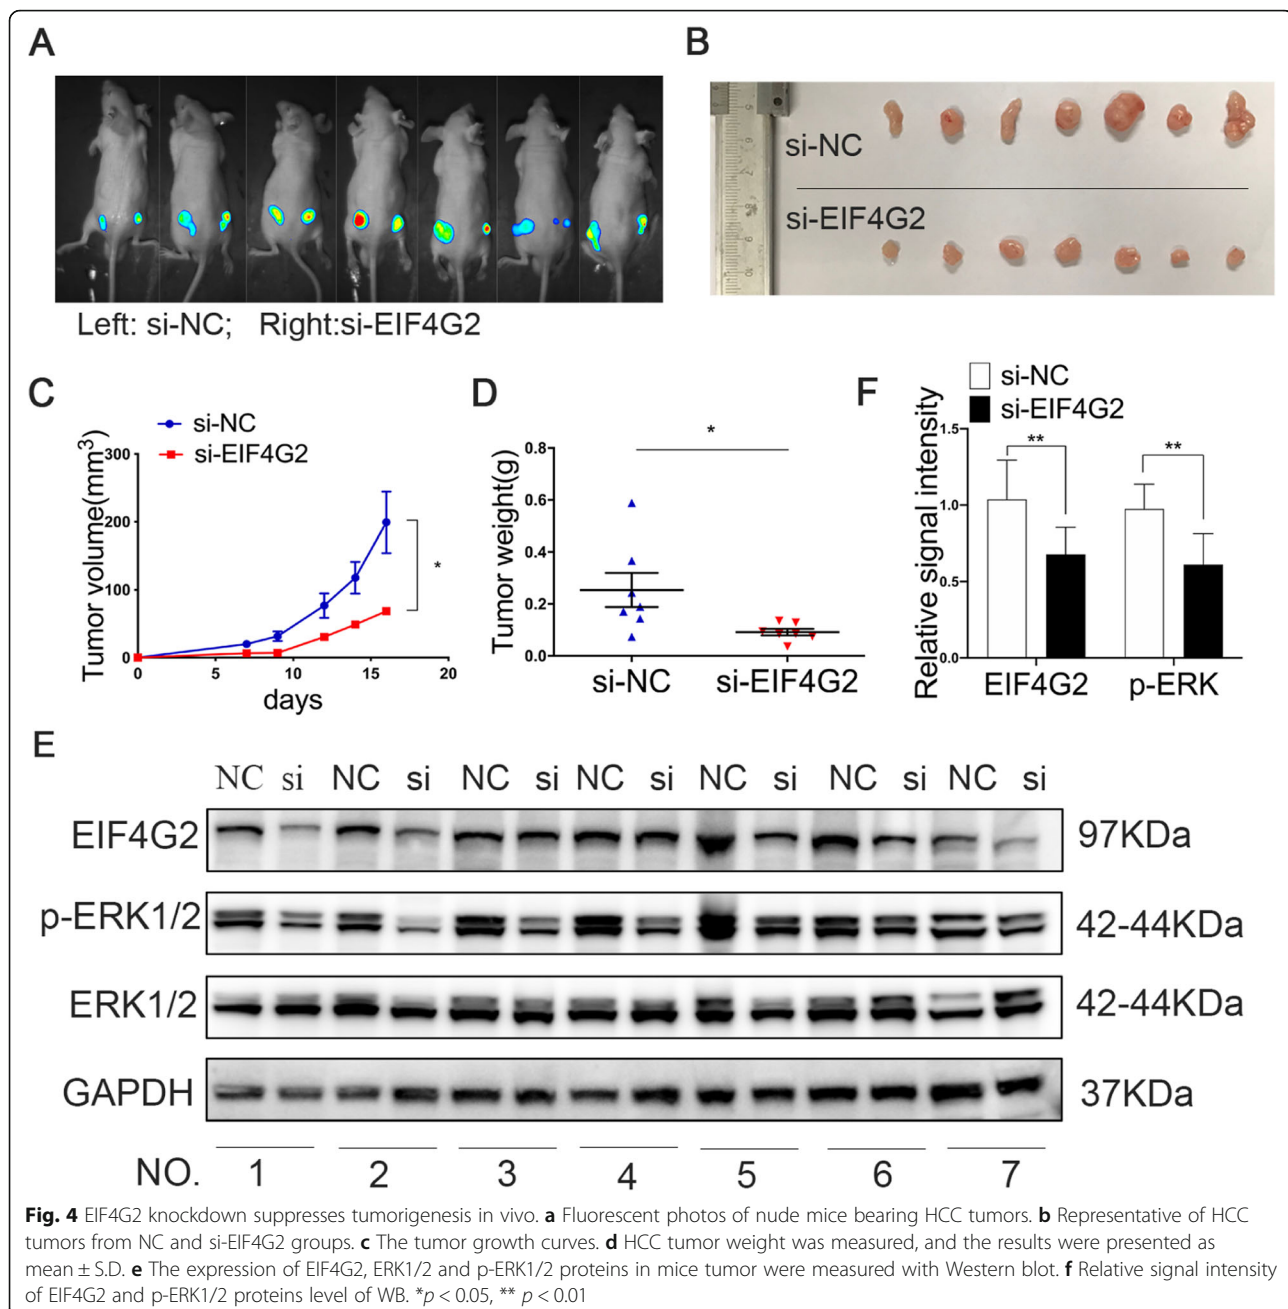 A
Left: si-NC; Right:si-EIF4G2
B
si-NC
si-EIF4G2
5
6
7
8
9
10
C
si-NC
si-EIF4G2
Tumor volume(mm3)
300
200
100
0
0 5 10 15 20
days
*
D
*
Tumor weight(g)
0.8
0.6
0.4
0.2
0.0
si-NC si-EIF4G2
F
si-NC
si-EIF4G2
Relative signal intensity
1.5
1.0
0.5
0.0
** **
EIF4G2 p-ERK
E
NC si NC si NC si NC si NC si NC si NC si
EIF4G2 97KDa
p-ERK1/2 42-44KDa
ERK1/2 42-44KDa
GAPDH 37KDa
NO. 1 2 3 4 5 6 7
Fig. 4 EIF4G2 knockdown suppresses tumorigenesis in vivo. a Fluorescent photos of nude mice bearing HCC tumors. b Representative of HCC
tumors from NC and si-EIF4G2 groups. c The tumor growth curves. d HCC tumor weight was measured, and the results were presented as
mean ± S.D. e The expression of EIF4G2, ERK1/2 and p-ERK1/2 proteins in mice tumor were measured with Western blot. f Relative signal intensity
of EIF4G2 and p-ERK1/2 proteins level of WB. *p < 0.05, ** p < 0.01